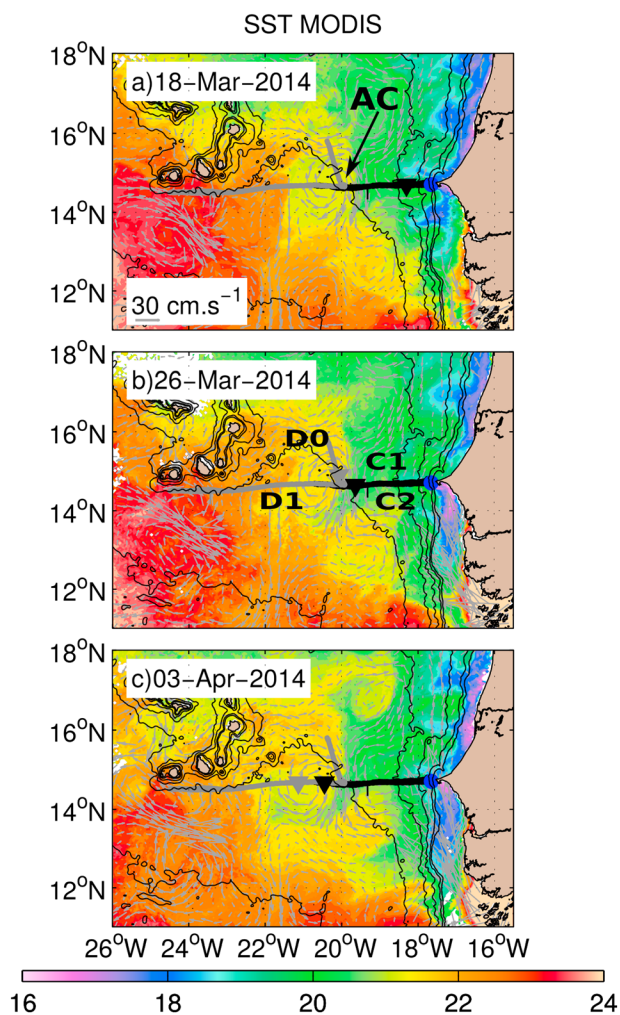 SST MODIS
18°N
a)18-Mar-2014
AC
16°N
14°N
12°N
30 cm.s⁻¹
18°N
b)26-Mar-2014
16°N
D0
C1
D1
C2
14°N
12°N
18°N
c)03-Apr-2014
16°N
14°N
12°N
26°W 24°W 22°W 20°W 18°W 16°W
16 18 20 22 24